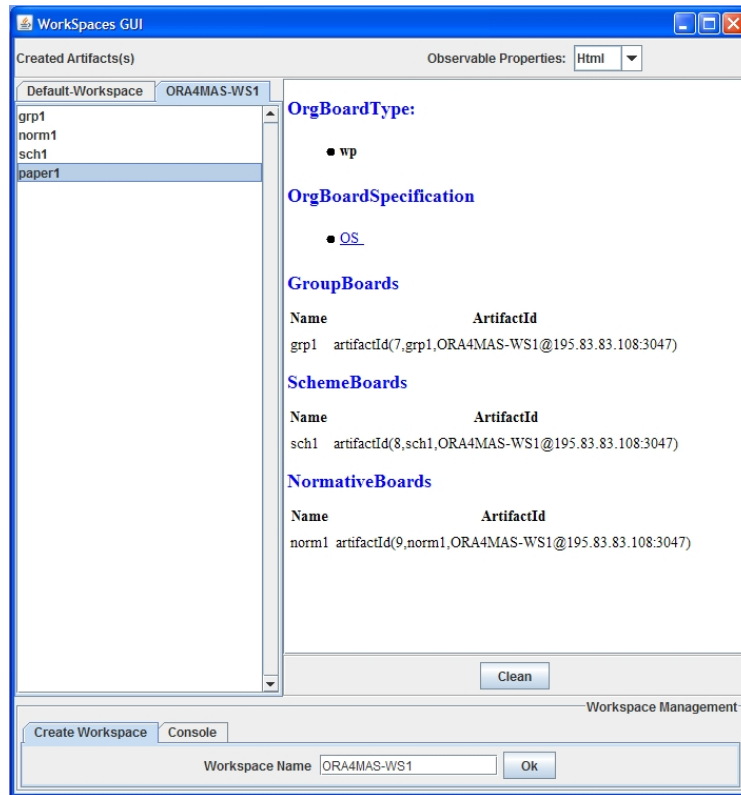 WorkSpaces GUI
Created Artifacts(s) Observable Properties: Html
Default-Workspace ORA4MAS-WS1
grp1
norm1
sch1
paper1
OrgBoardType:
wp
OrgBoardSpecification
OS
GroupBoards
Name ArtifactId
grp1 artifactId(7,grp1,ORA4MAS-WS1@195.83.83.108:3047)
SchemeBoards
Name ArtifactId
sch1 artifactId(8,sch1,ORA4MAS-WS1@195.83.83.108:3047)
NormativeBoards
Name ArtifactId
norm1 artifactId(9,norm1,ORA4MAS-WS1@195.83.83.108:3047)
Clean
Workspace Management
Create Workspace Console
Workspace Name ORA4MAS-WS1 Ok